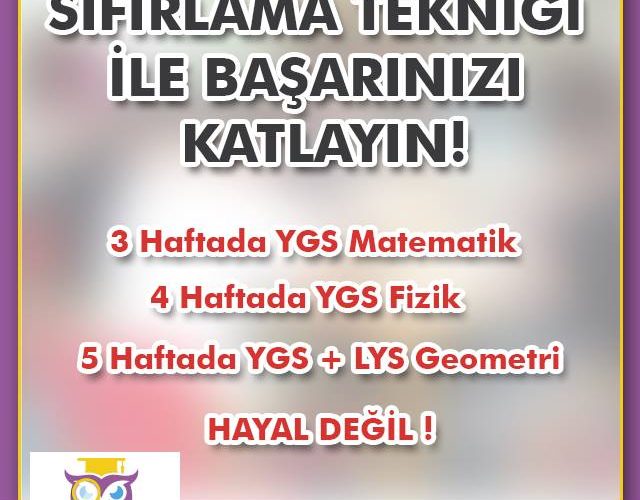 SIFIRLAMA TEKNİĞİ
İLE BAŞARINIZI
KATLAYIN!
3 Haftada YGS Matematik
4 Haftada YGS Fizik
5 Haftada YGS + LYS Geometri
HAYAL DEĞİL !